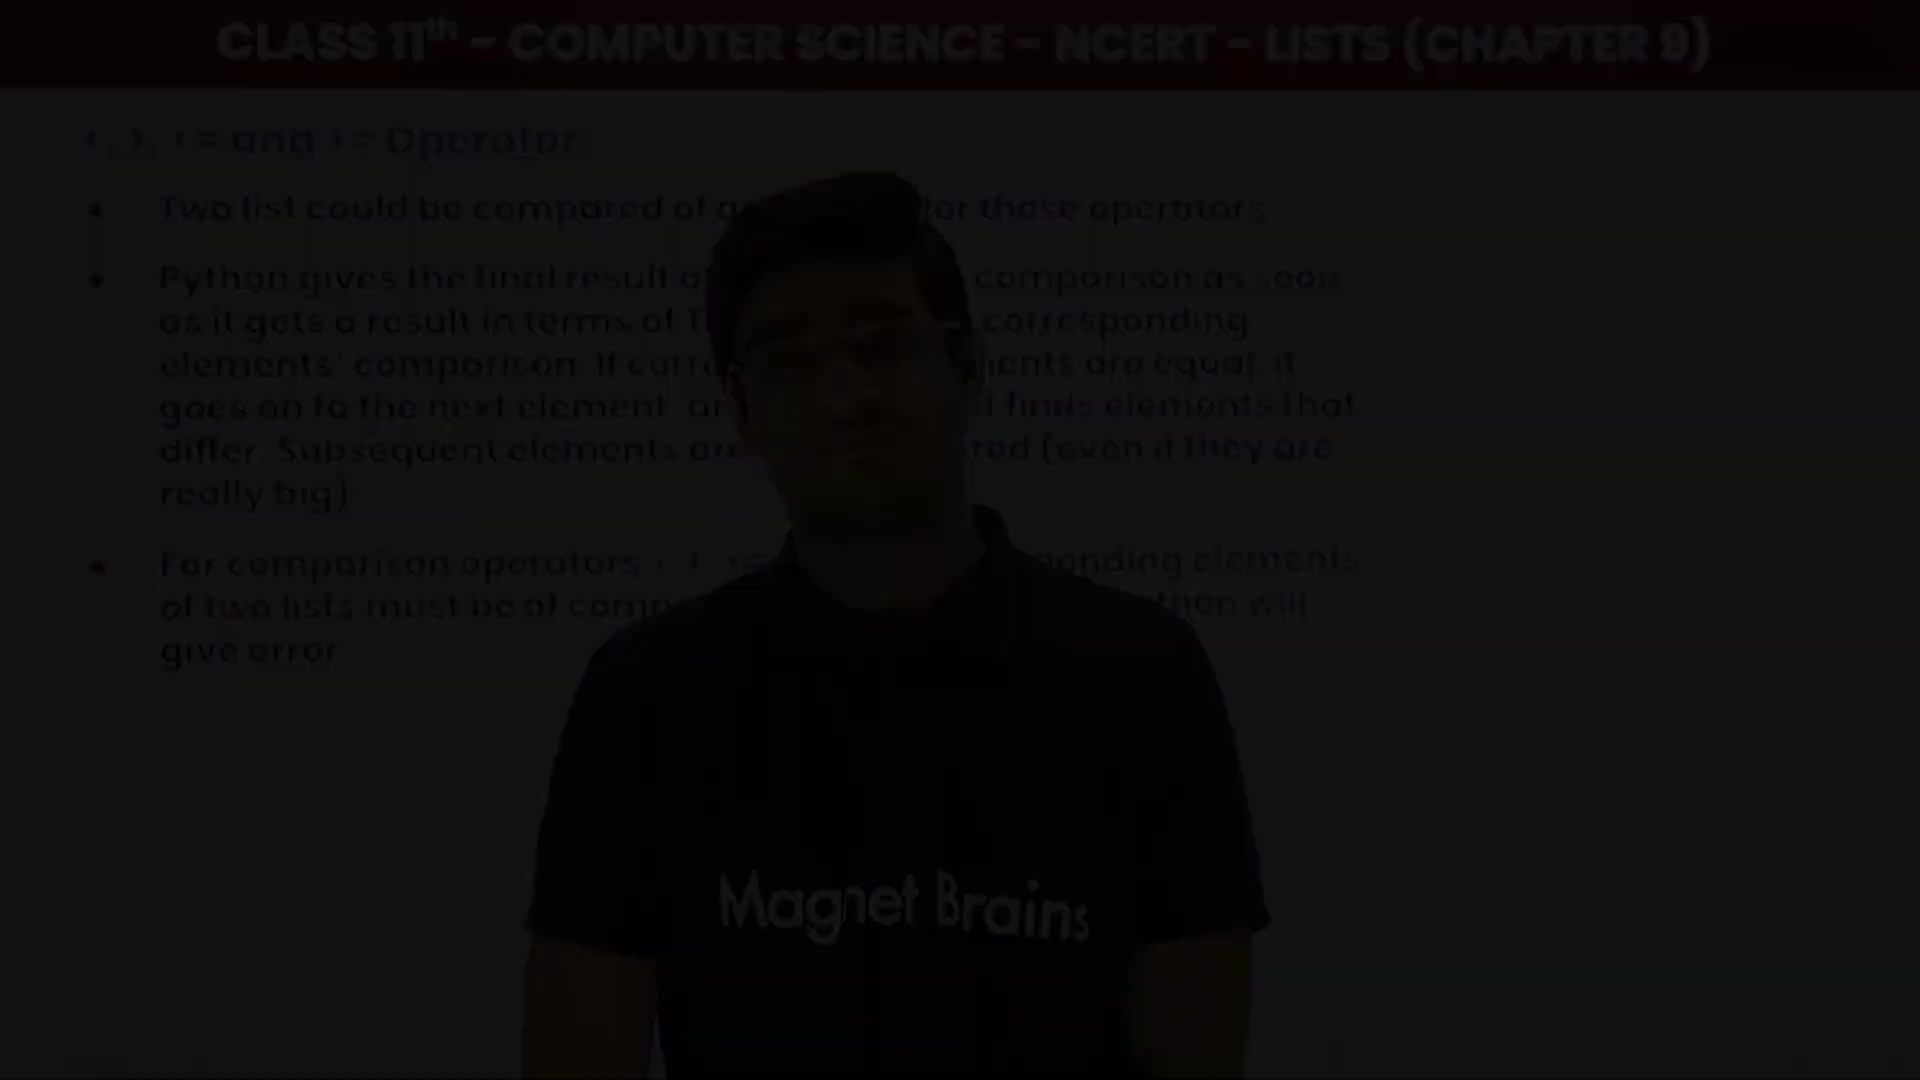 CLASS 11th - COMPUTER SCIENCE - NCERT - LISTS (CHAPTER 9)
<, >, <= and >= Operator
Two list could be compared of for these operators
Python gives the final result of comparison as soon
as it gets a result in terms of corresponding
elements' comparison. If are equal, it
goes on to the next element, finds elements that
differ. Subsequent elements are (even if they are
really big)
For comparison operators elements
of two lists must be of will
give error
Magnet Brains